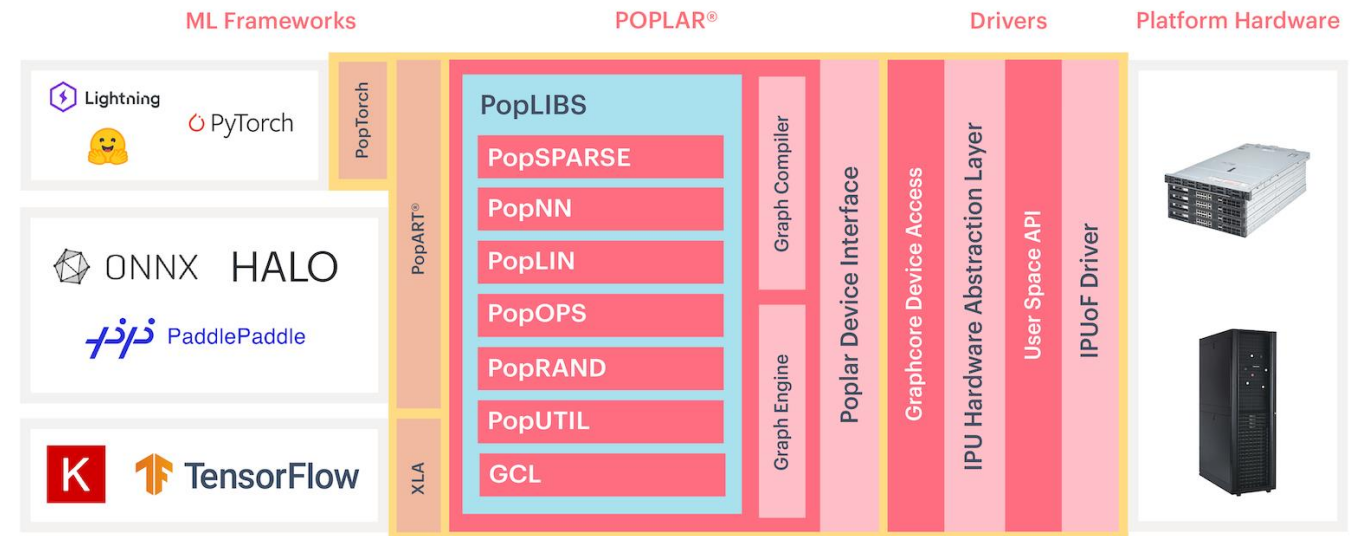 ML Frameworks
POPLAR®
Drivers
Platform Hardware
Lightning
PyTorch
PopTorch
ONNX
HALO
PaddlePaddle
PopART®
K
TensorFlow
XLA
PopLIBS
PopSPARSE
PopNN
PopLIN
PopOPS
PopRAND
PopUTIL
GCL
Graph Compiler
Graph Engine
Poplar Device Interface
Graphcore Device Access
IPU Hardware Abstraction Layer
User Space API
IPUoF Driver